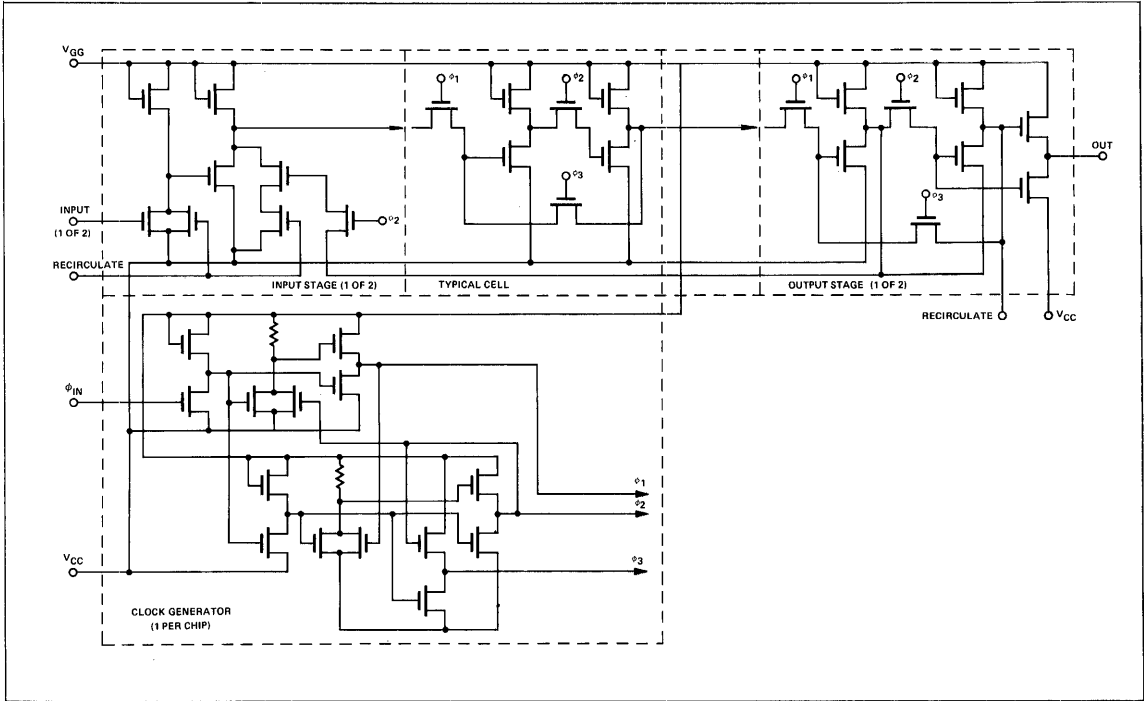 VGG
ϕ1
ϕ2
ϕ3
ϕ1
ϕ2
ϕ3
OUT
INPUT
(1 OF 2)
ϕ2
RECIRCULATE
INPUT STAGE (1 OF 2)
TYPICAL CELL
OUTPUT STAGE (1 OF 2)
RECIRCULATE
VCC
ϕIN
ϕ1
ϕ2
ϕ3
VCC
CLOCK GENERATOR
(1 PER CHIP)